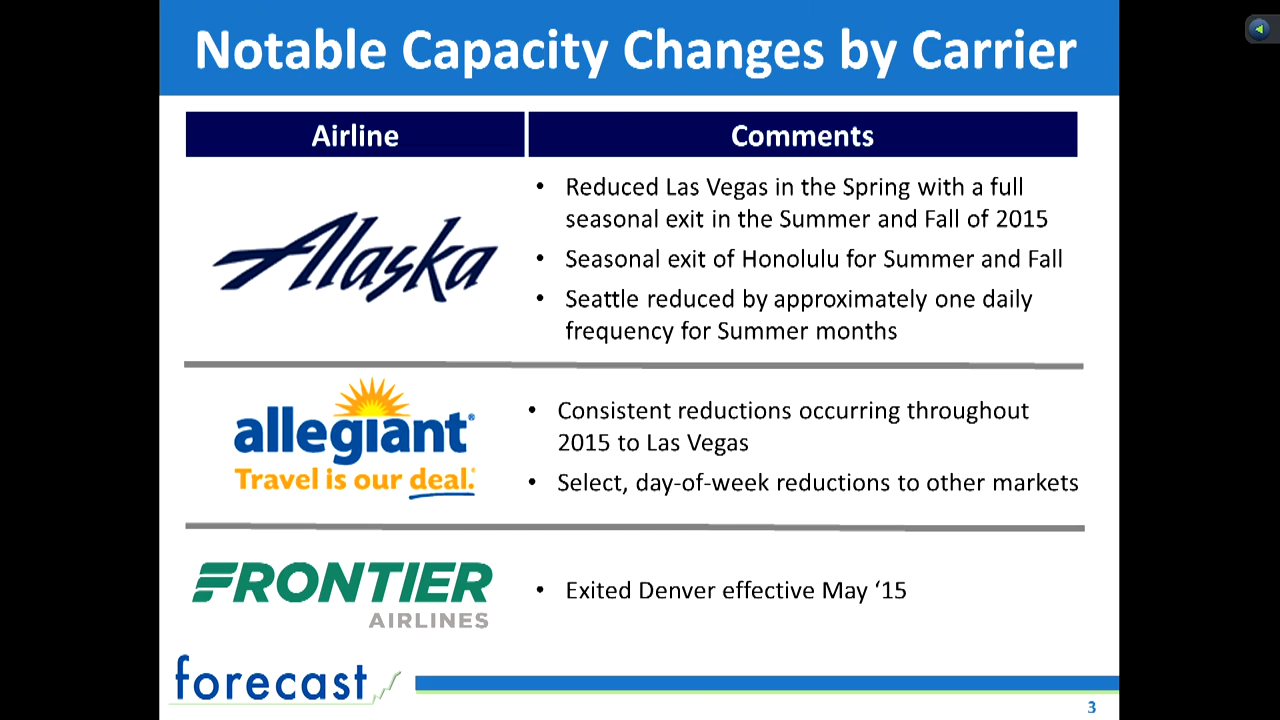 Notable Capacity Changes by Carrier
Airline
Comments
Alaska
• Reduced Las Vegas in the Spring with a full
seasonal exit in the Summer and Fall of 2015
• Seasonal exit of Honolulu for Summer and Fall
• Seattle reduced by approximately one daily
frequency for Summer months
allegiant®
Travel is our deal.®
• Consistent reductions occurring throughout
2015 to Las Vegas
• Select, day-of-week reductions to other markets
FRONTIER
AIRLINES
• Exited Denver effective May ‘15
forecast
3